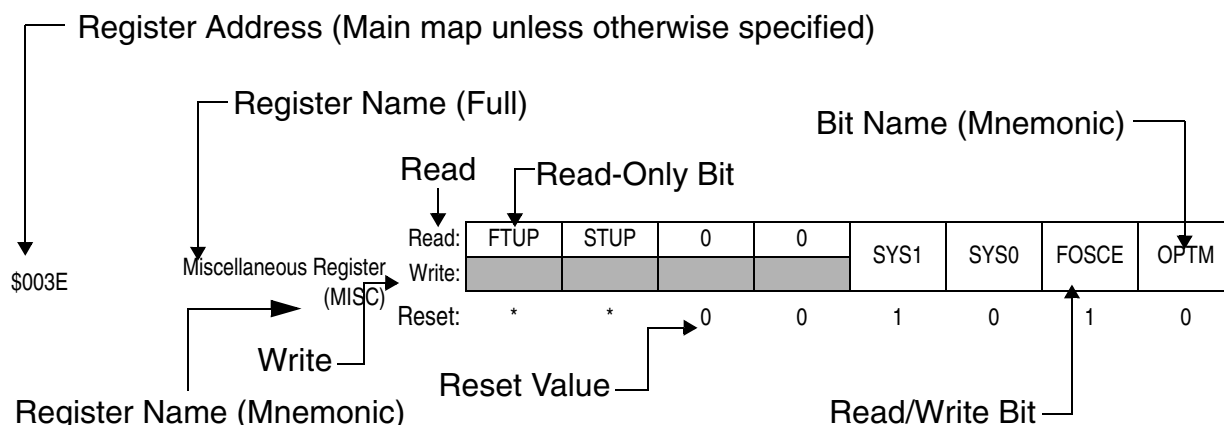 Register Address (Main map unless otherwise specified)
Register Name (Full)
Bit Name (Mnemonic)
Read
Read-Only Bit
$003E
Miscellaneous Register
(MISC)
Read: FTUP STUP 0 0 SYS1 SYS0 FOSCE OPTM
Write:
Reset: * * 0 0 1 0 1 0
Write
Reset Value
Register Name (Mnemonic)
Read/Write Bit